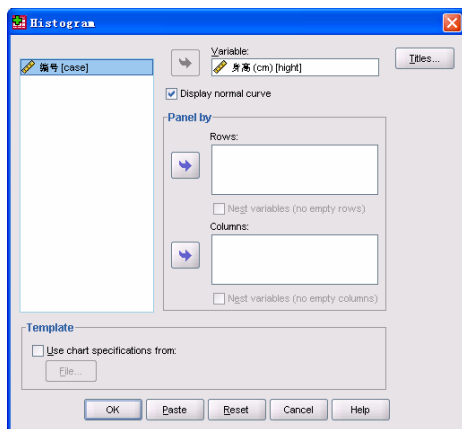 Histogram
编号 [case]
Variable:
身高 (cm) [hight]
Titles...
Display normal curve
Panel by
Rows:
Nest variables (no empty rows)
Columns:
Nest variables (no empty columns)
Template
Use chart specifications from:
File...
OK
Paste
Reset
Cancel
Help